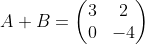 A + B = \begin{pmatrix} 3 & 2 \\ 0 & -4 \end{pmatrix}